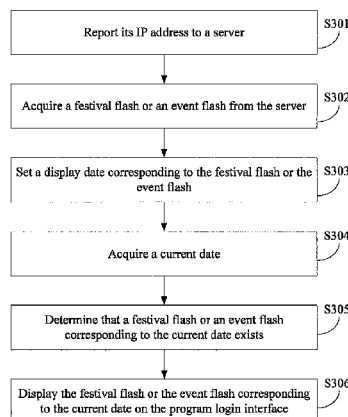 S301
Report its IP address to a server
S302
Acquire a festival flash or an event flash from the server
S303
Set a display date corresponding to the festival flash or the
event flash
S304
Acquire a current date
S305
Determine that a festival flash or an event flash
corresponding to the current date exists
S306
Display the festival flash or the event flash corresponding
to the current date on the program login interface